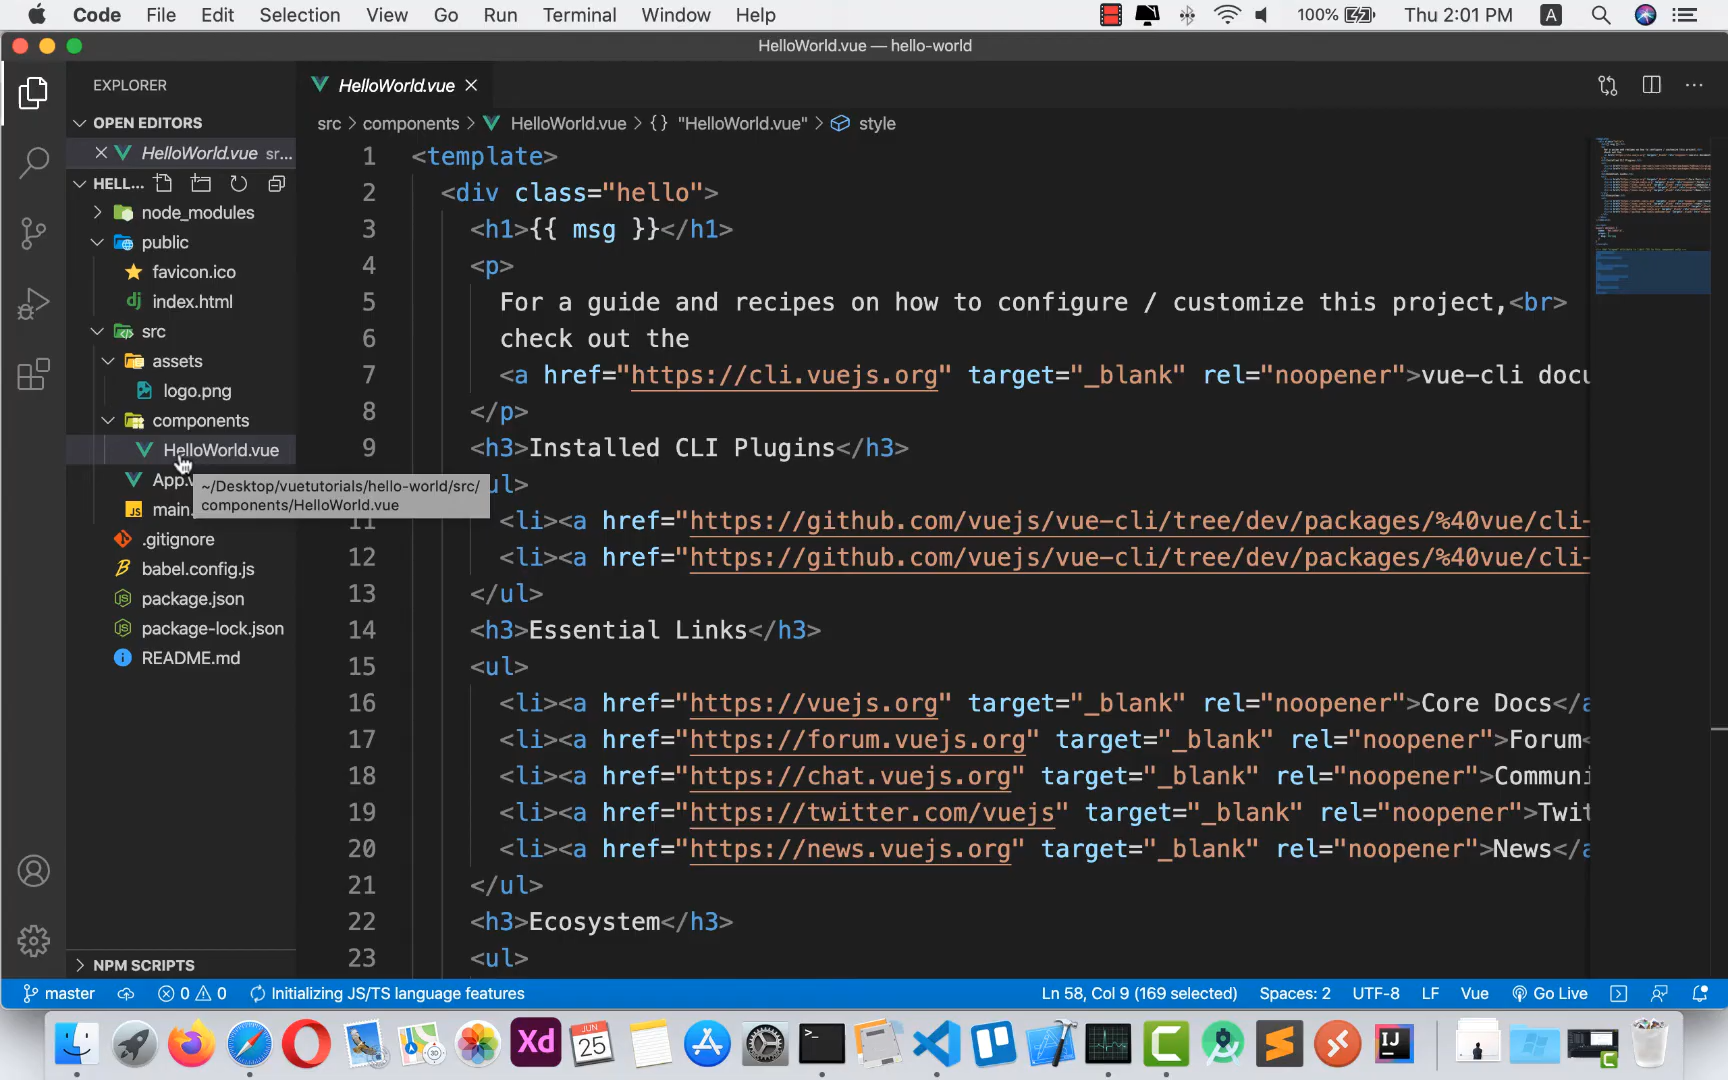 Code File Edit Selection View Go Run Terminal Window Help 100% Thu 2:01 PM A
HelloWorld.vue — hello-world
EXPLORER
HelloWorld.vue
OPEN EDITORS
src > components > HelloWorld.vue > {} "HelloWorld.vue" > style
HelloWorld.vue sr...
HELL...
node_modules
public
favicon.ico
index.html
src
assets
logo.png
components
HelloWorld.vue
App.v
main.
.gitignore
babel.config.js
package.json
package-lock.json
README.md
~/Desktop/vuetutorials/hello-world/src/
components/HelloWorld.vue
1 <template>
2 <div class="hello">
3 <h1>{{ msg }}</h1>
4 <p>
5 For a guide and recipes on how to configure / customize this project,<br>
6 check out the
7 <a href="https://cli.vuejs.org" target="_blank" rel="noopener">vue-cli docu
8 </p>
9 <h3>Installed CLI Plugins</h3>
ul>
11 <li><a href="https://github.com/vuejs/vue-cli/tree/dev/packages/%40vue/cli-
12 <li><a href="https://github.com/vuejs/vue-cli/tree/dev/packages/%40vue/cli-
13 </ul>
14 <h3>Essential Links</h3>
15 <ul>
16 <li><a href="https://vuejs.org" target="_blank" rel="noopener">Core Docs</a
17 <li><a href="https://forum.vuejs.org" target="_blank" rel="noopener">Forum<
18 <li><a href="https://chat.vuejs.org" target="_blank" rel="noopener">Communi
19 <li><a href="https://twitter.com/vuejs" target="_blank" rel="noopener">Twit
20 <li><a href="https://news.vuejs.org" target="_blank" rel="noopener">News</a
21 </ul>
22 <h3>Ecosystem</h3>
23 <ul>
NPM SCRIPTS
master 0 0 Initializing JS/TS language features Ln 58, Col 9 (169 selected) Spaces: 2 UTF-8 LF Vue Go Live
Xd
JUN
25
IJ